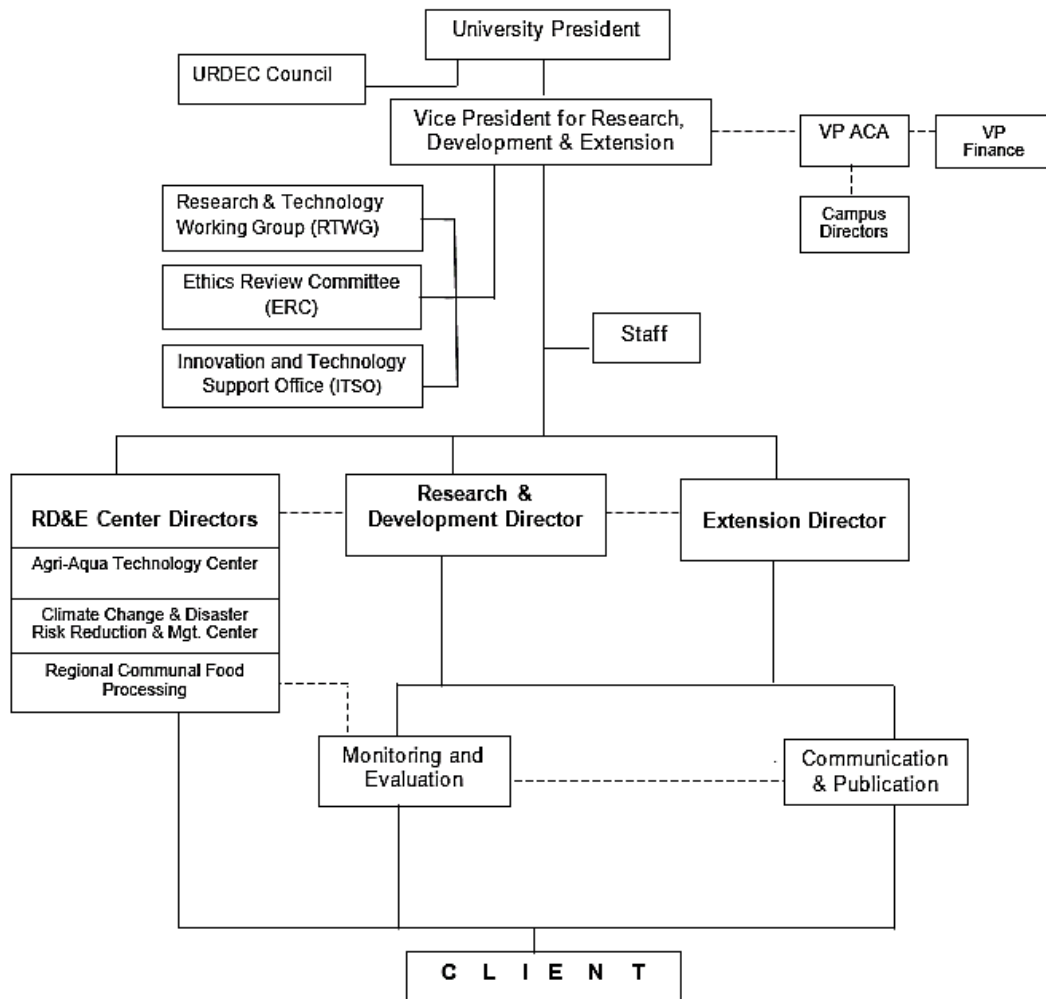 University President
URDEC Council
Vice President for Research,
Development & Extension
VP ACA
VP
Finance
Campus
Directors
Research & Technology
Working Group (RTWG)
Ethics Review Committee
(ERC)
Innovation and Technology
Support Office (ITSO)
Staff
RD&E Center Directors
Agri-Aqua Technology Center
Climate Change & Disaster
Risk Reduction & Mgt. Center
Regional Communal Food
Processing
Research &
Development Director
Extension Director
Monitoring and
Evaluation
Communication
& Publication
C L I E N T